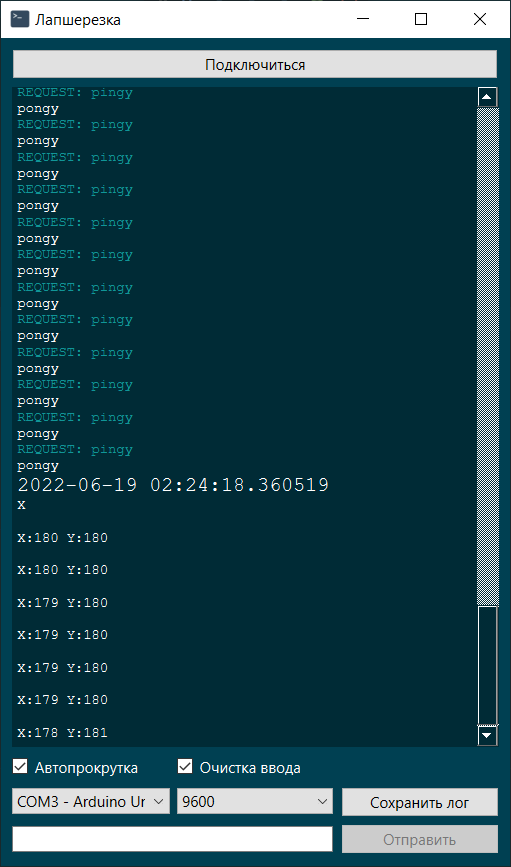 Лапшерезка
Подключиться
REQUEST: pingy
pongy
REQUEST: pingy
pongy
REQUEST: pingy
pongy
REQUEST: pingy
pongy
REQUEST: pingy
pongy
REQUEST: pingy
pongy
REQUEST: pingy
pongy
REQUEST: pingy
pongy
REQUEST: pingy
pongy
REQUEST: pingy
pongy
REQUEST: pingy
pongy
REQUEST: pingy
pongy
2022-06-19 02:24:18.360519
X
X:180 Y:180
X:180 Y:180
X:179 Y:180
X:179 Y:180
X:179 Y:180
X:179 Y:180
X:178 Y:181
Автопрокрутка Очистка ввода
COM3 - Arduino Ur 9600 Сохранить лог
Отправить